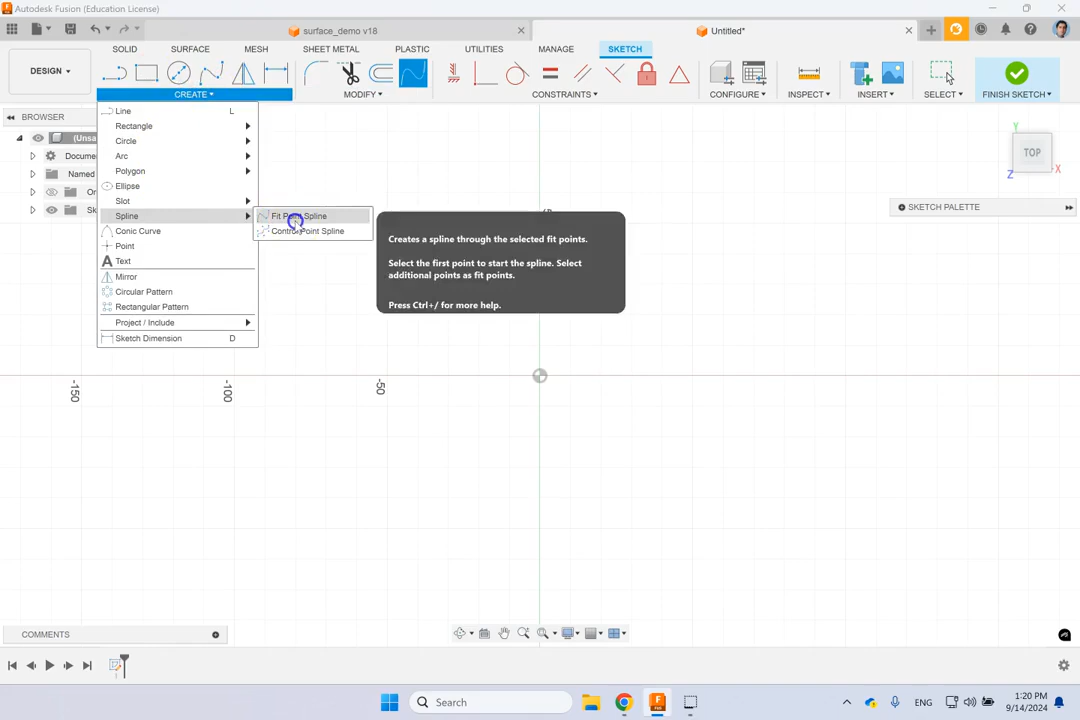 Autodesk Fusion (Education License)
surface_demo v18
Untitled*
SOLID SURFACE MESH SHEET METAL PLASTIC UTILITIES MANAGE SKETCH
DESIGN
CREATE MODIFY CONSTRAINTS CONFIGURE INSPECT INSERT SELECT FINISH SKETCH
BROWSER
(Unsa
Docume
Named
Or
Sk
Line L
Rectangle
Circle
Arc
Polygon
Ellipse
Slot
Spline
Conic Curve
Point
Text
Mirror
Circular Pattern
Rectangular Pattern
Project / Include
Sketch Dimension D
Fit Point Spline
Control Point Spline
Creates a spline through the selected fit points.
Select the first point to start the spline. Select
additional points as fit points.
Press Ctrl+/ for more help.
Y
TOP
X
Z
SKETCH PALETTE
-150
-100
-50
COMMENTS
Search
ENG
1:20 PM
9/14/2024